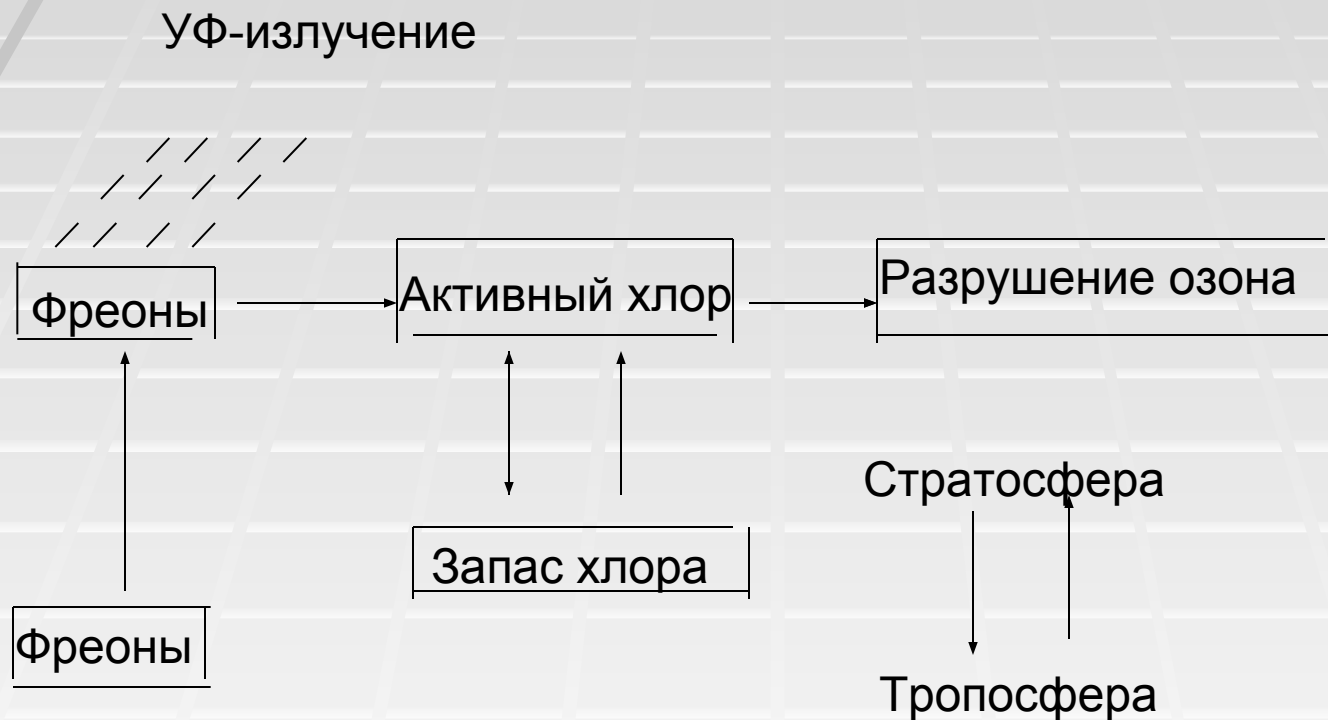 УФ-излучение
Фреоны
Активный хлор
Разрушение озона
Стратосфера
Запас хлора
Фреоны
Тропосфера